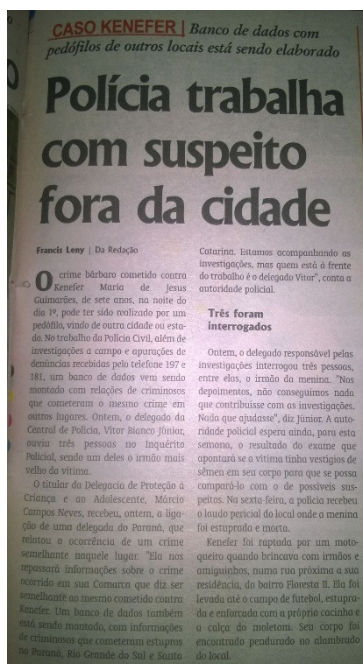 CASO KENEFER | Banco de dados com
pedófilos de outros locais está sendo elaborado
Polícia trabalha
com suspeito
fora da cidade
Francis Leny | Da Redação
O crime bárbaro cometido contra
Kenefer Maria de Jesus
Guimarães, de sete anos, na noite do
dia 1º, pode ter sido realizado por um
pedófilo, vindo de outra cidade ou esta-
do. No trabalho da Polícia Civil, além de
investigações a campo e apurações de
denúncias recebidas pelo telefone 197 e
181, um banco de dados vem sendo
montado com relações de criminosos
que cometeram o mesmo crime em
outros lugares. Ontem, o delegado da
Central de Polícia, Vitor Bianco Júnior,
ouviu três pessoas no Inquérito
Policial, sendo um deles o irmão mais
velho da vítima.
O titular da Delegacia de Proteção à
Criança e ao Adolescente, Márcio
Campos Neves, recebeu, ontem, a liga-
ção de uma delegada do Paraná, que
relatou a ocorrência de um crime
semelhante naquele lugar. "Ela nos
repassará informações sobre o crime
ocorrido em sua Comarca que diz ser
semelhante ao mesmo cometido contra
Kenefer. Um banco de dados também
está sendo montado, com informações
de criminosos que cometeram estupros
no Paraná, Rio Grande do Sul e Santa
Catarina. Estamos acompanhando as
investigações, mas quem está à frente
do trabalho é o delegado Vitor", conta a
autoridade policial.
Três foram
interrogados
Ontem, o delegado responsável pelas
investigações interrogou três pessoas,
entre elas, o irmão da menina. "Nos
depoimentos, não conseguimos nada
que contribuísse com as investigações.
Nada que ajudasse", diz Júnior. A auto-
ridade policial espera ainda, para esta
semana, o resultado do exame que
apontará se a vítima tinha vestígios de
sêmen em seu corpo para que se possa
compará-lo com o de possíveis sus-
peitos. Na sexta-feira, a polícia recebeu
o laudo pericial do local onde a menina
foi estuprada e morta.
Kenefer foi raptada por um moto-
queiro quando brincava com irmãos e
amiguinhos, numa rua próxima a sua
residência, do bairro Floresta II. Ela foi
levada até o campo de futebol, estupra-
da e enforcada com a própria
e a calça do moletom. Seu corpo foi
encontrado pendurado no alambrado
do local.